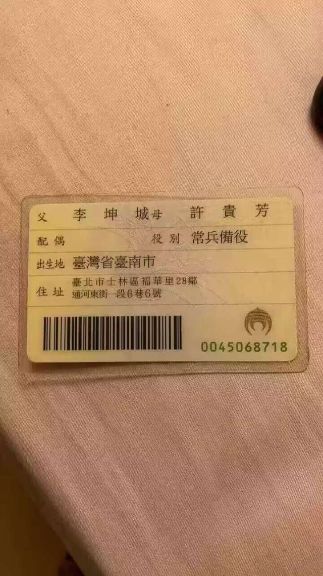 父 李坤城 母 許貴芳
配偶 役別 常兵備役
出生地 臺灣省臺南市
住址 臺北市士林區福華里28鄰
通河東街一段6巷6號
0045068718